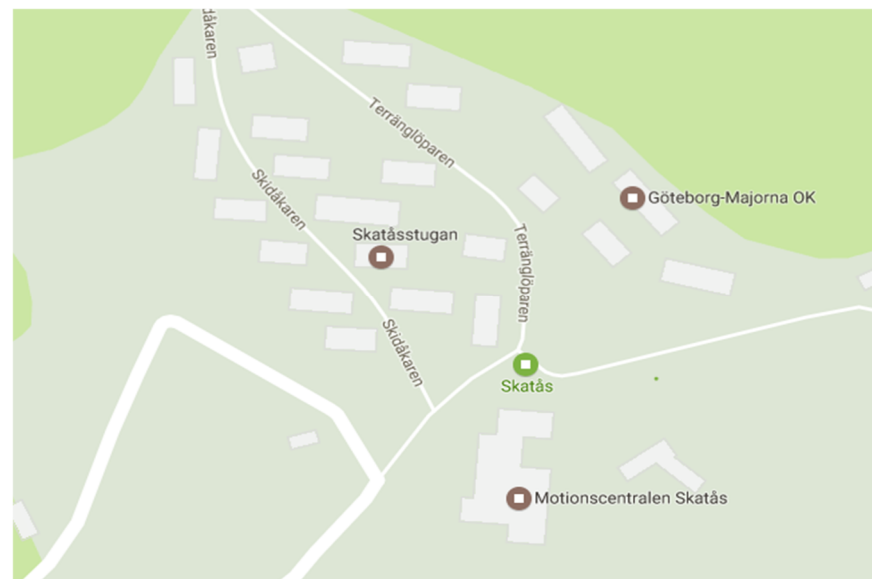 dåkaren
Terränglöparen
Skidåkaren
Göteborg-Majorna OK
Skatåsstugan
Terränglöparen
Skidåkaren
Skatås
Motionscentralen Skatås